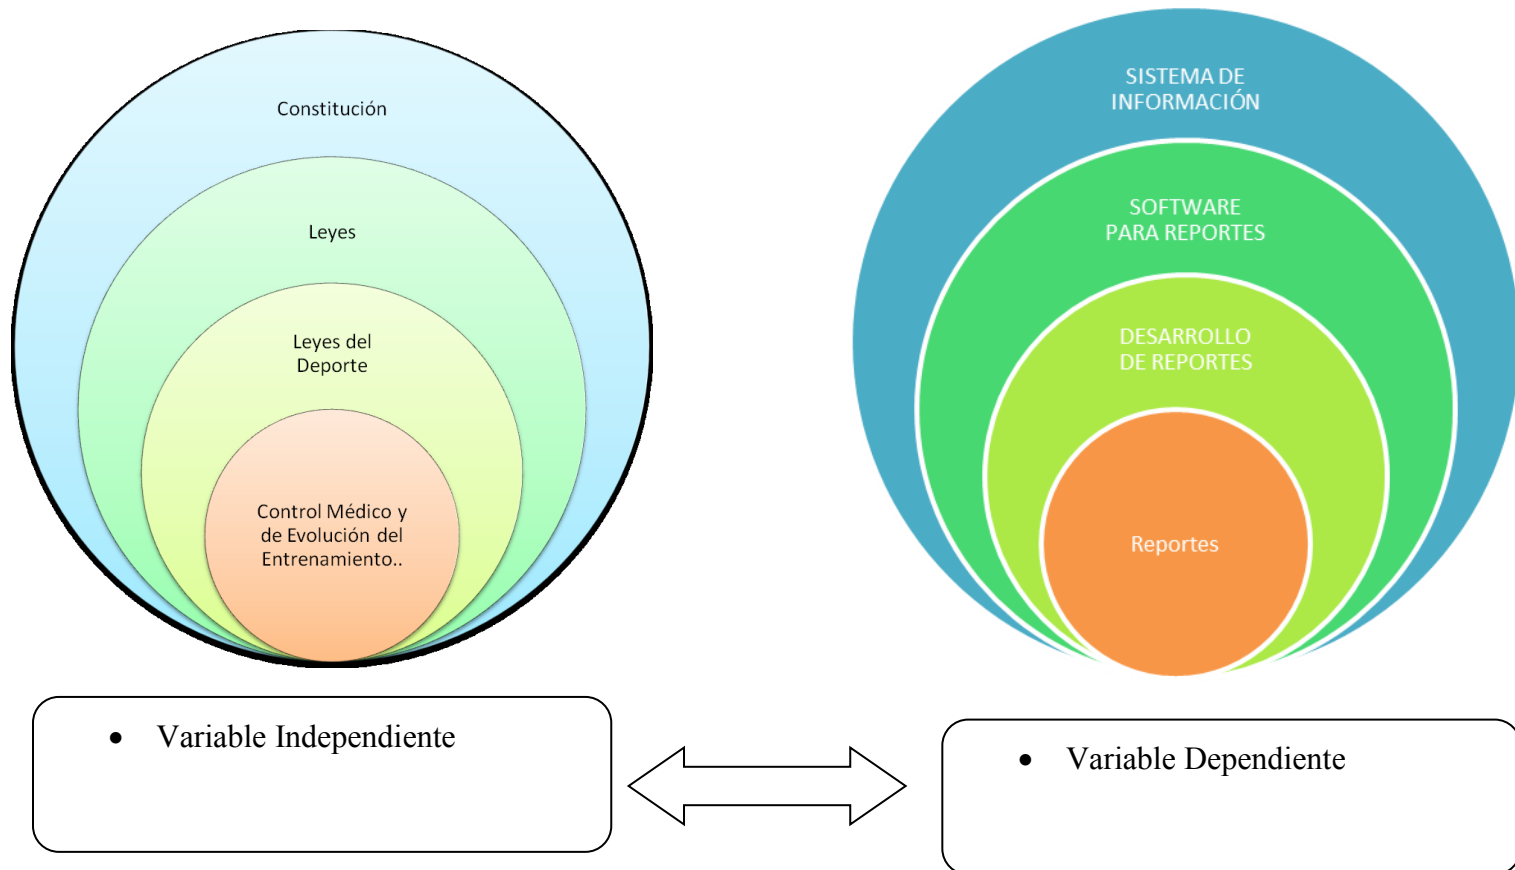 Constitución
Leyes
Leyes del
Deporte
Control Médico y
de Evolución del
Entrenamiento..
SISTEMA DE
INFORMACIÓN
SOFTWARE
PARA REPORTES
DESARROLLO
DE REPORTES
Reportes
• Variable Independiente
• Variable Dependiente